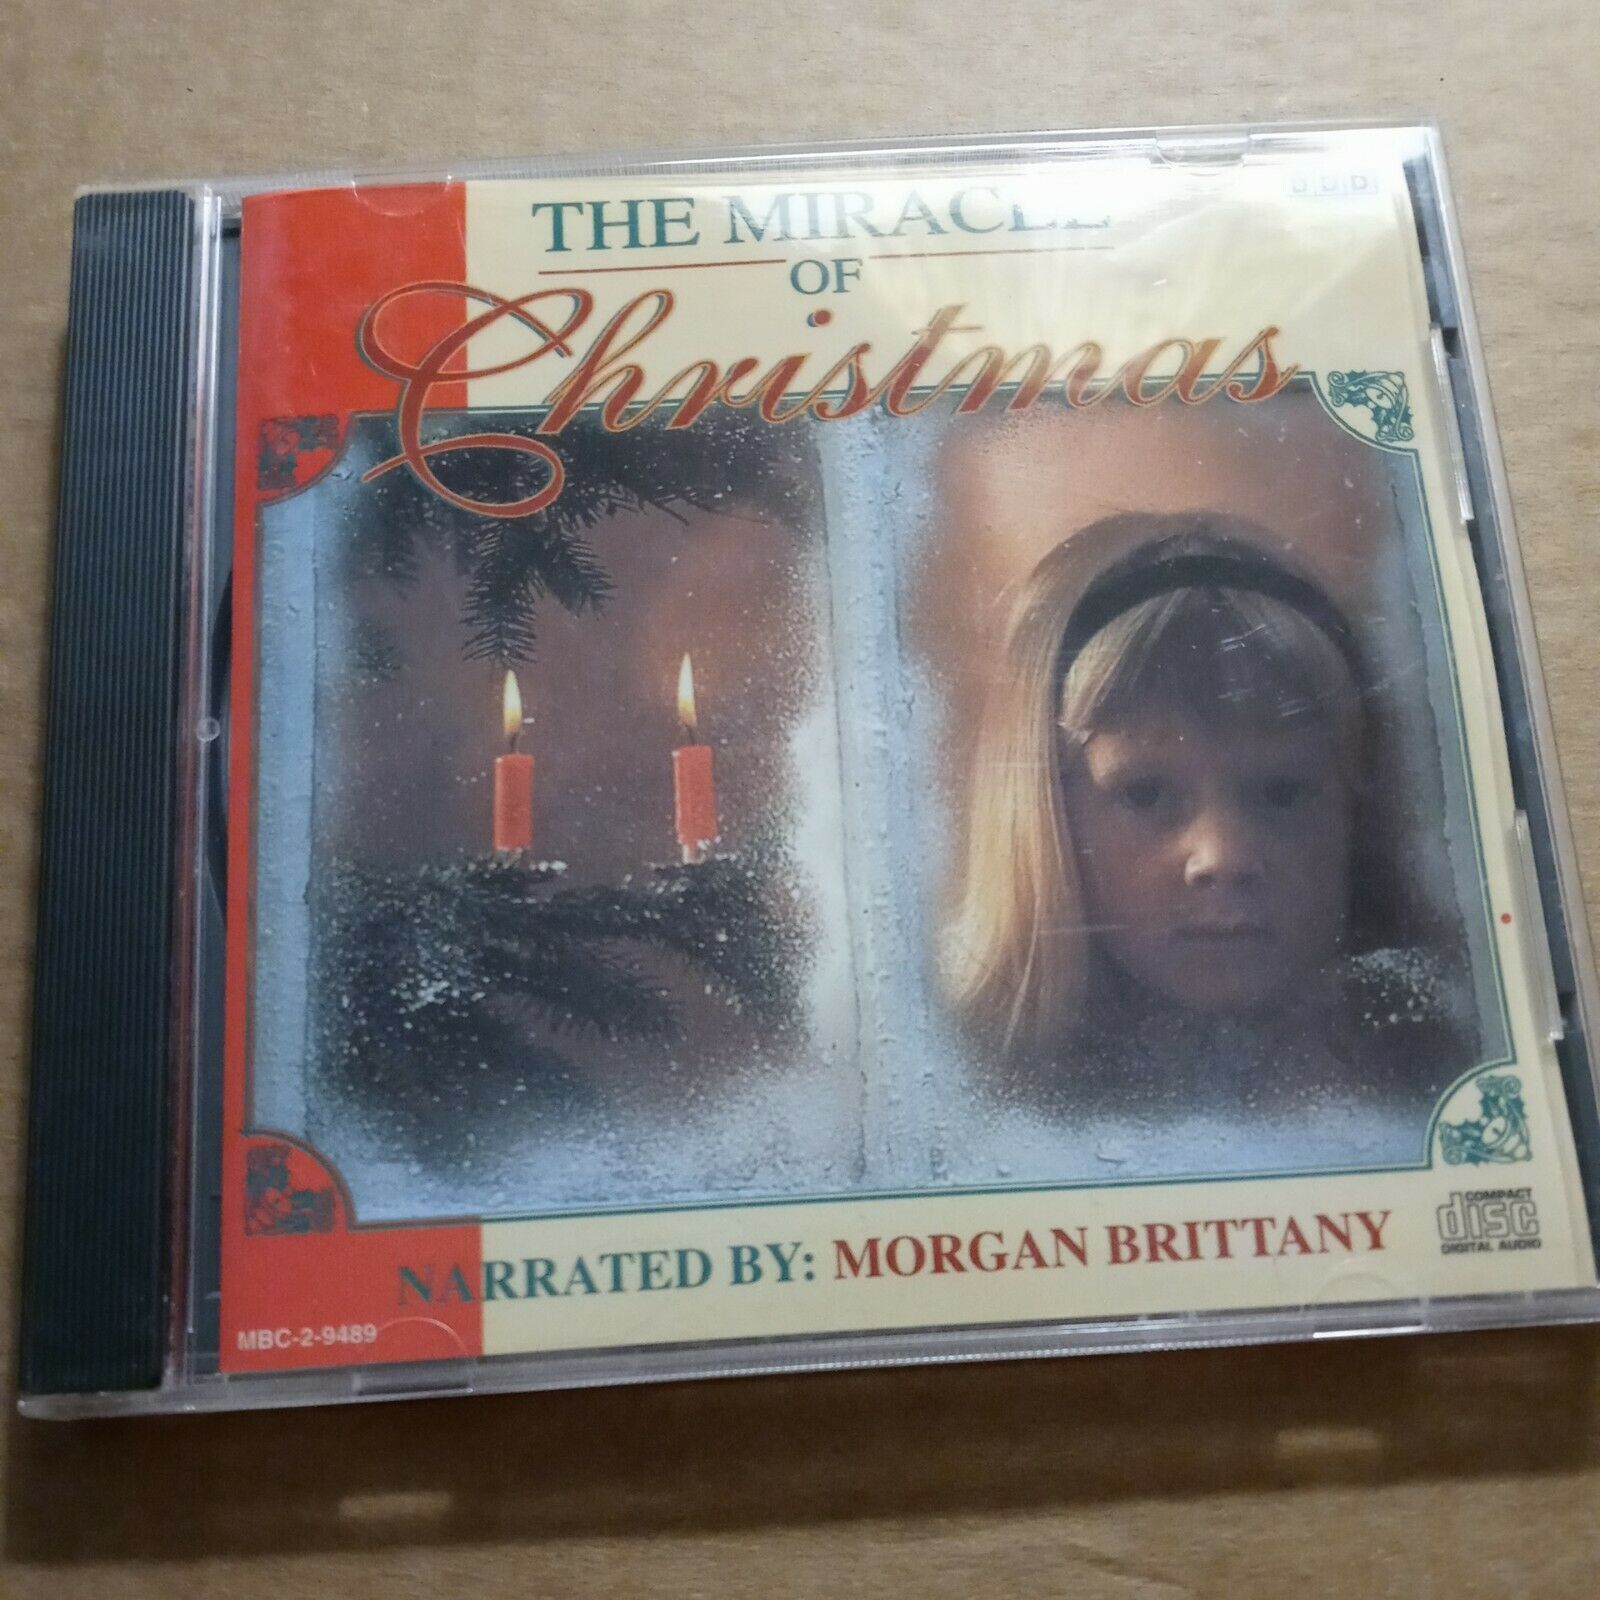 THE MIRACLE
DDD
OF
Christmas
NARRATED BY: MORGAN BRITTANY
COMPACT
disc
DIGITAL AUDIO
MBC-2-9489